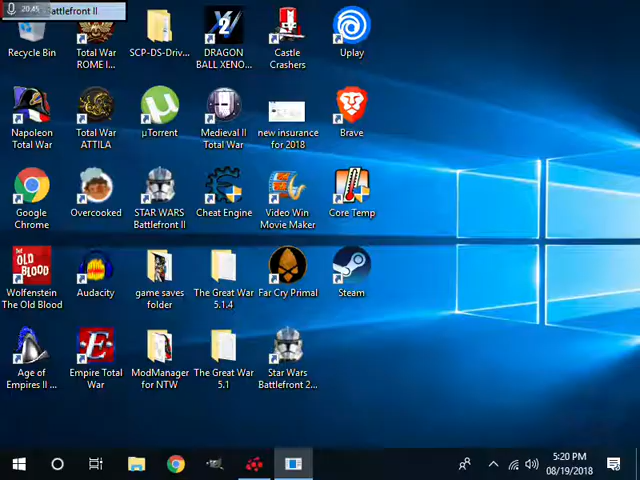 20:45
Battlefront II
Recycle Bin
Total War
ROME I...
SCP-DS-Driv...
DRAGON
BALL XENO...
Castle
Crashers
Uplay
Napoleon
Total War
Total War
ATTILA
µTorrent
Medieval II
Total War
new insurance
for 2018
Brave
Google
Chrome
Overcooked
STAR WARS
Battlefront II
Cheat Engine
Video Win
Movie Maker
Core Temp
OLD
BLOOD
Wolfenstein
The Old Blood
Audacity
game saves
folder
The Great War
5.1.4
Far Cry Primal
Steam
Age of
Empires II ...
Empire Total
War
ModManager
for NTW
The Great War
5.1
Star Wars
Battlefront 2...
5:20 PM
08/19/2018